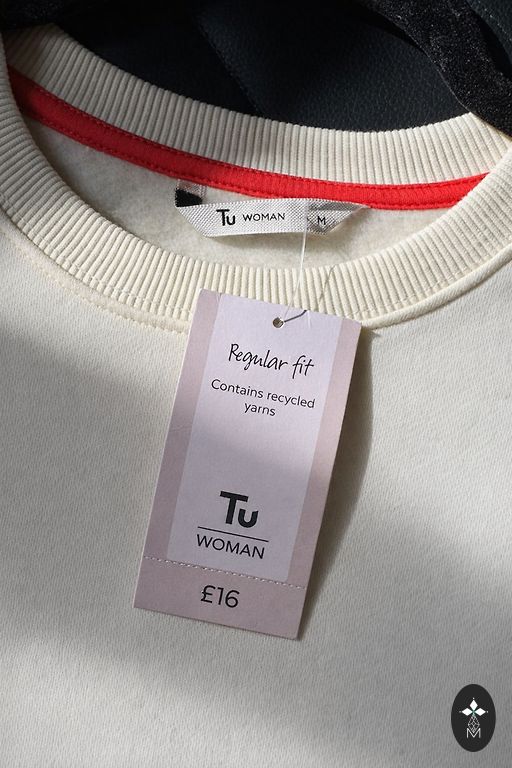 Tu WOMAN M
Regular fit
Contains recycled
yarns
Tu
WOMAN
£16
M